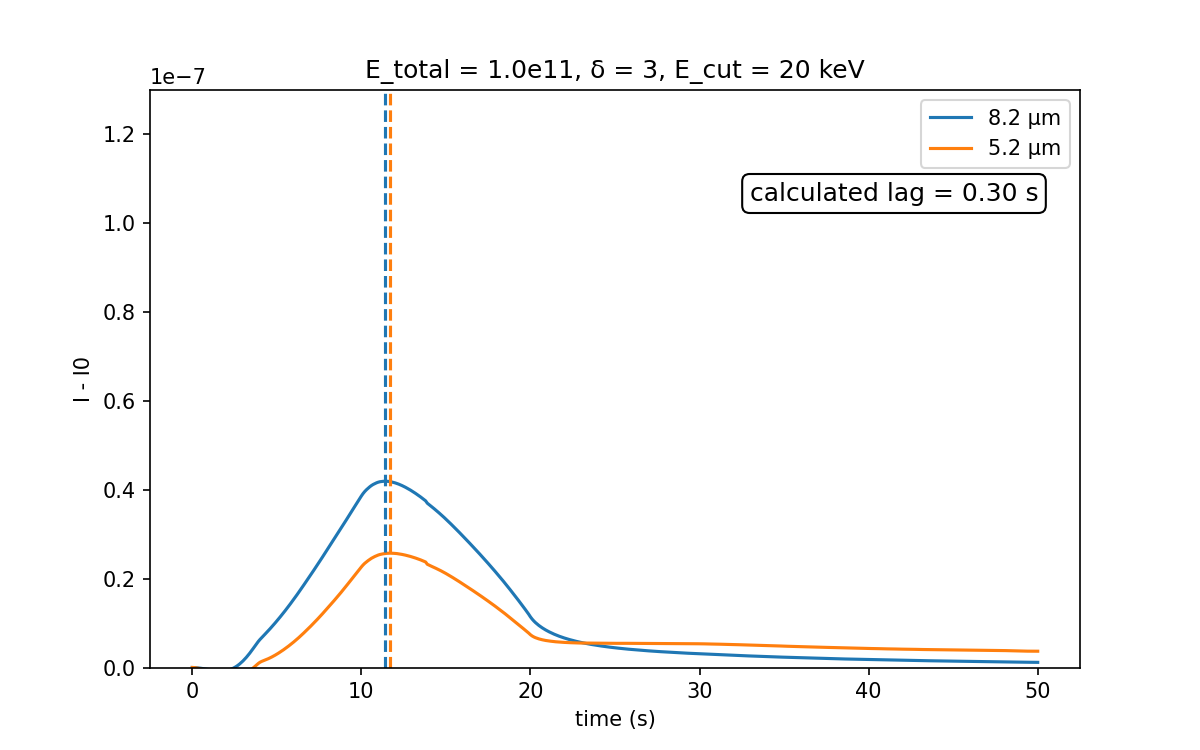 E_total = 1.0e11, δ = 3, E_cut = 20 keV
1e−7
8.2 μm
5.2 μm
calculated lag = 0.30 s
1.2
1.0
0.8
0.6
0.4
0.2
0.0
I - I0
0 10 20 30 40 50
time (s)